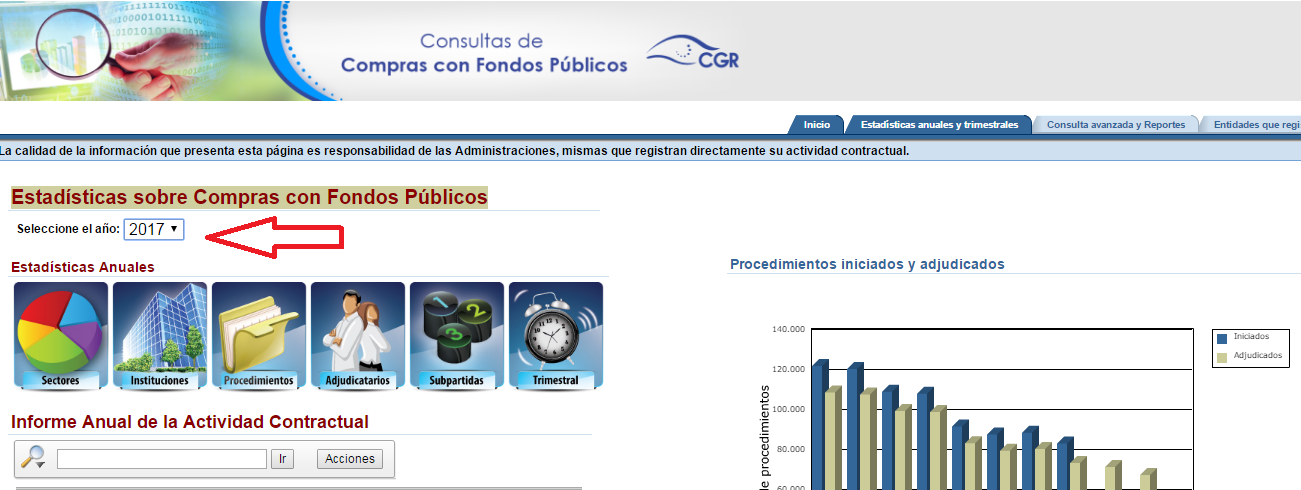 Consultas de
Compras con Fondos Públicos
CGR
Inicio
Estadísticas anuales y trimestrales
Consulta avanzada y Reportes
Entidades que regi
La calidad de la información que presenta esta página es responsabilidad de las Administraciones, mismas que registran directamente su actividad contractual.
Estadísticas sobre Compras con Fondos Públicos
Seleccione el año: 2017
Estadísticas Anuales
Sectores
Instituciones
Procedimientos
Adjudicatarios
1 2 3
Subpartidas
Trimestral
Informe Anual de la Actividad Contractual
Ir
Acciones
Procedimientos iniciados y adjudicados
140.000
120.000
100.000
80.000
60.000
de procedimientos
Iniciados
Adjudicados